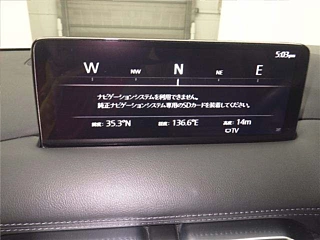 5:03 PM
W NW N NE E
ナビゲーションシステムを利用できません。
純正ナビゲーションシステム専用のSDカードを装着してください。
緯度: 35.3°N 経度: 136.6°E 高度: 14m
TV